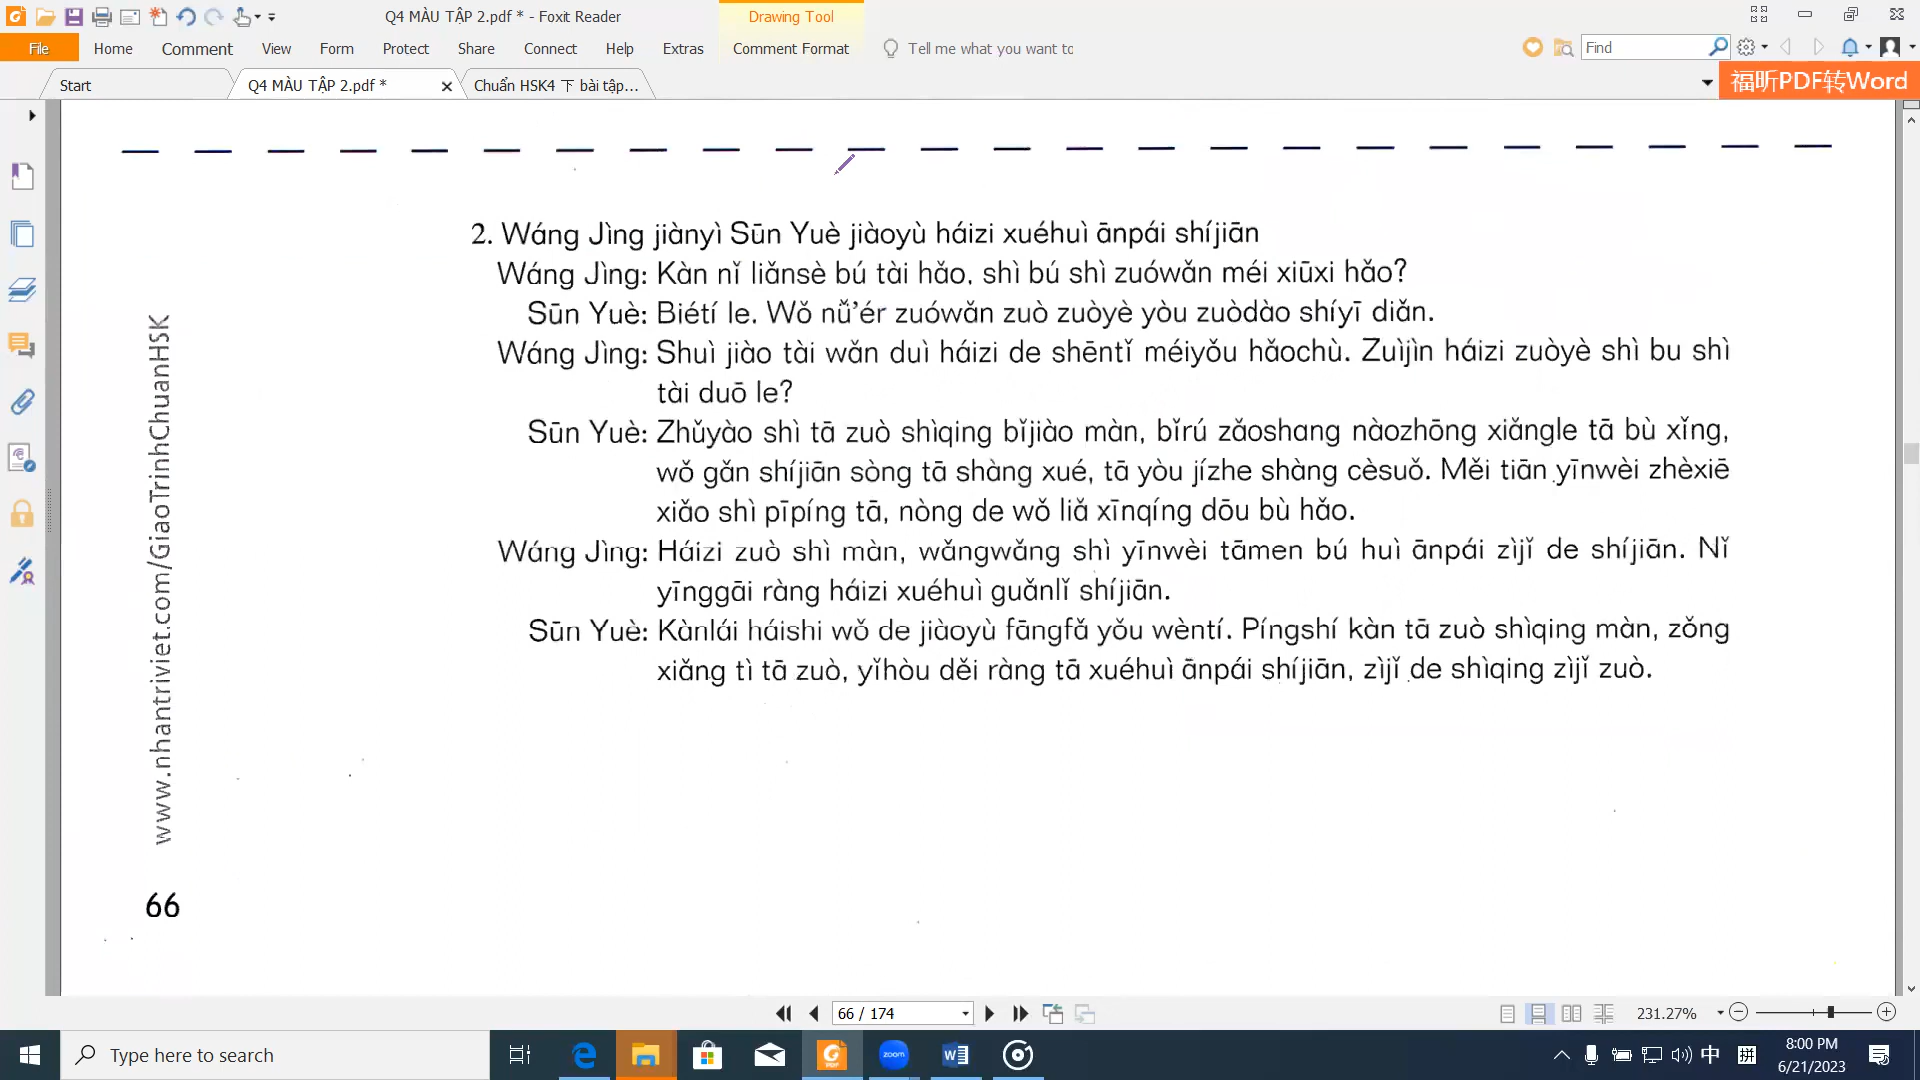 Q4 MÀU TẬP 2.pdf * - Foxit Reader
Drawing Tool
File Home Comment View Form Protect Share Connect Help Extras Comment Format Tell me what you want to Find
Start Q4 MÀU TẬP 2.pdf * Chuẩn HSK4 下 bài tập... 福昕PDF转Word
2. Wáng Jìng jiànyì Sūn Yuè jiàoyù háizi xuéhuì ānpái shíjiān
Wáng Jìng: Kàn nǐ liǎnsè bú tài hǎo, shì bú shì zuówǎn méi xiūxi hǎo?
Sūn Yuè: Biétí le. Wǒ nǚ’ér zuówǎn zuò zuòyè yòu zuòdào shíyī diǎn.
Wáng Jìng: Shuì jiào tài wǎn duì háizi de shēntǐ méiyǒu hǎochù. Zuìjìn háizi zuòyè shì bu shì
tài duō le?
Sūn Yuè: Zhǔyào shì tā zuò shìqing bǐjiào màn, bǐrú zǎoshang nàozhōng xiǎngle tā bù xǐng,
wǒ gǎn shíjiān sòng tā shàng xué, tā yòu jízhe shàng cèsuǒ. Měi tiān yīnwèi zhèxiē
xiǎo shì pīpíng tā, nòng de wǒ liǎ xīnqíng dōu bù hǎo.
Wáng Jìng: Háizi zuò shì màn, wǎngwǎng shì yīnwèi tāmen bú huì ānpái zìjǐ de shíjiān. Nǐ
yīnggāi ràng háizi xuéhuì guǎnlǐ shíjiān.
Sūn Yuè: Kànlái háishi wǒ de jiàoyù fāngfǎ yǒu wèntí. Píngshí kàn tā zuò shìqing màn, zǒng
xiǎng tì tā zuò, yǐhòu děi ràng tā xuéhuì ānpái shíjiān, zìjǐ de shìqing zìjǐ zuò.
www.nhantriviet.com/GiaoTrinhChuanHSK
66
66 / 174
231.27%
Type here to search
zoom
中
拼
8:00 PM
6/21/2023